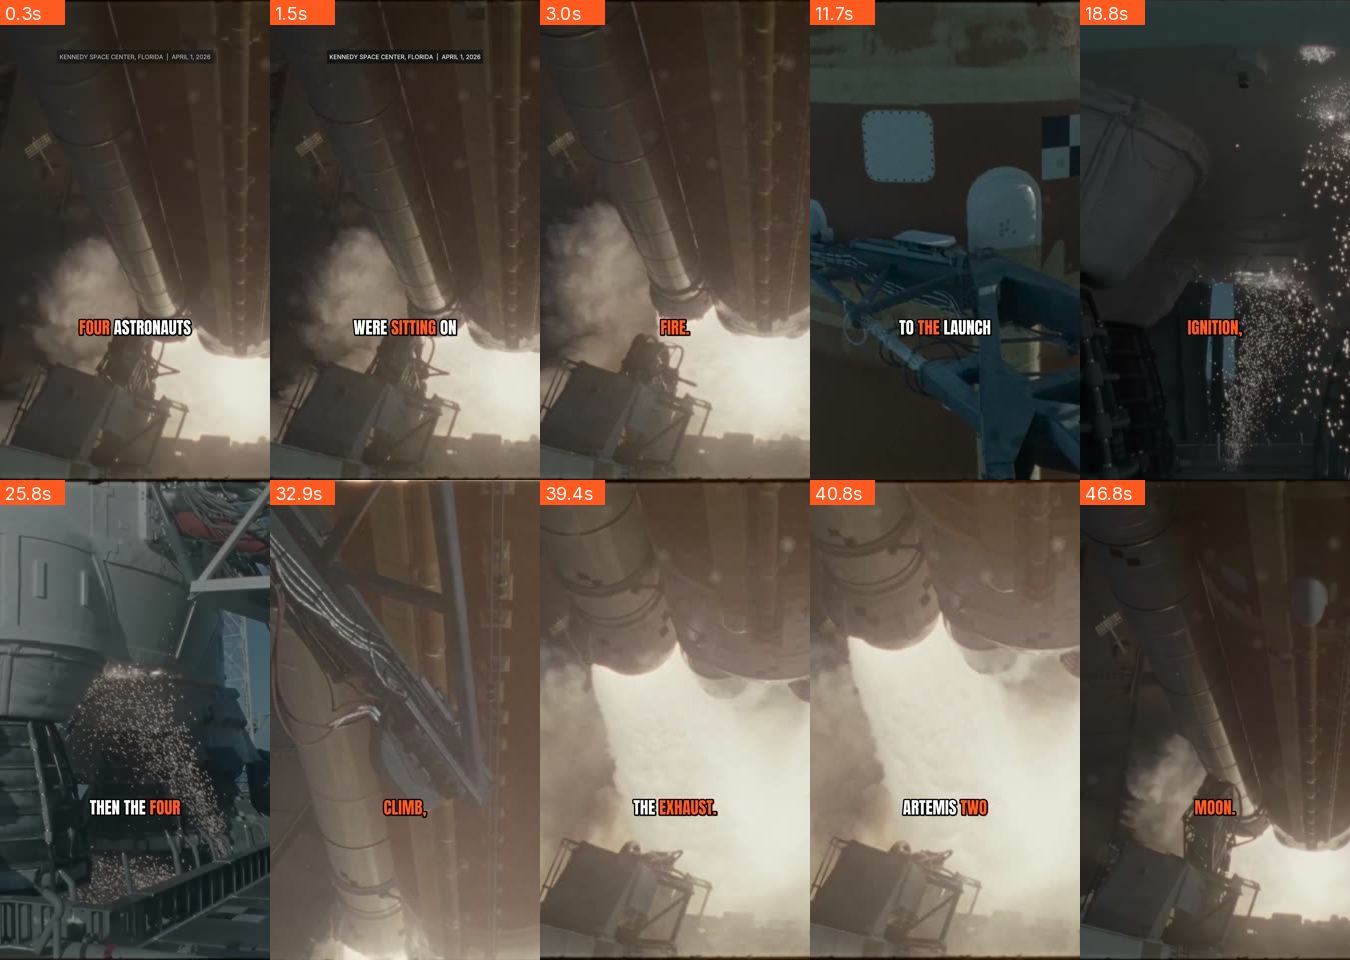 0.3s
KENNEDY SPACE CENTER, FLORIDA | APRIL 1, 2026
FOUR ASTRONAUTS
1.5s
KENNEDY SPACE CENTER, FLORIDA | APRIL 1, 2026
WERE SITTING ON
3.0s
FIRE.
11.7s
TO THE LAUNCH
18.8s
IGNITION,
25.8s
THEN THE FOUR
32.9s
CLIMB,
39.4s
THE EXHAUST.
40.8s
ARTEMIS TWO
46.8s
MOON.